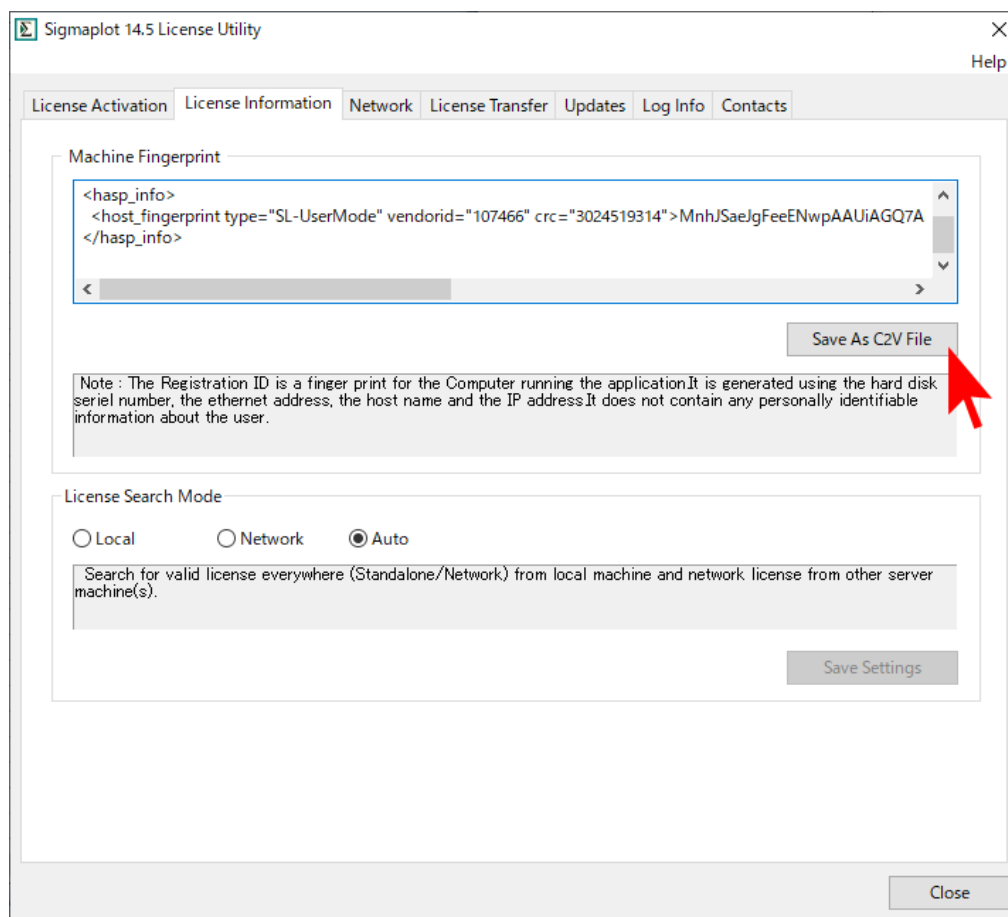 Sigmaplot 14.5 License Utility
Help
License Activation License Information Network License Transfer Updates Log Info Contacts
Machine Fingerprint
<hasp_info>
<host_fingerprint type="SL-UserMode" vendorid="107466" crc="3024519314">MnhJSaeJgFeeENwpAAUiAGQ7A
</hasp_info>
Save As C2V File
Note : The Registration ID is a finger print for the Computer running the application.It is generated using the hard disk
seriel number, the ethernet address, the host name and the IP address.It does not contain any personally identifiable
information about the user.
License Search Mode
Local Network Auto
Search for valid license everywhere (Standalone/Network) from local machine and network license from other server
machine(s).
Save Settings
Close